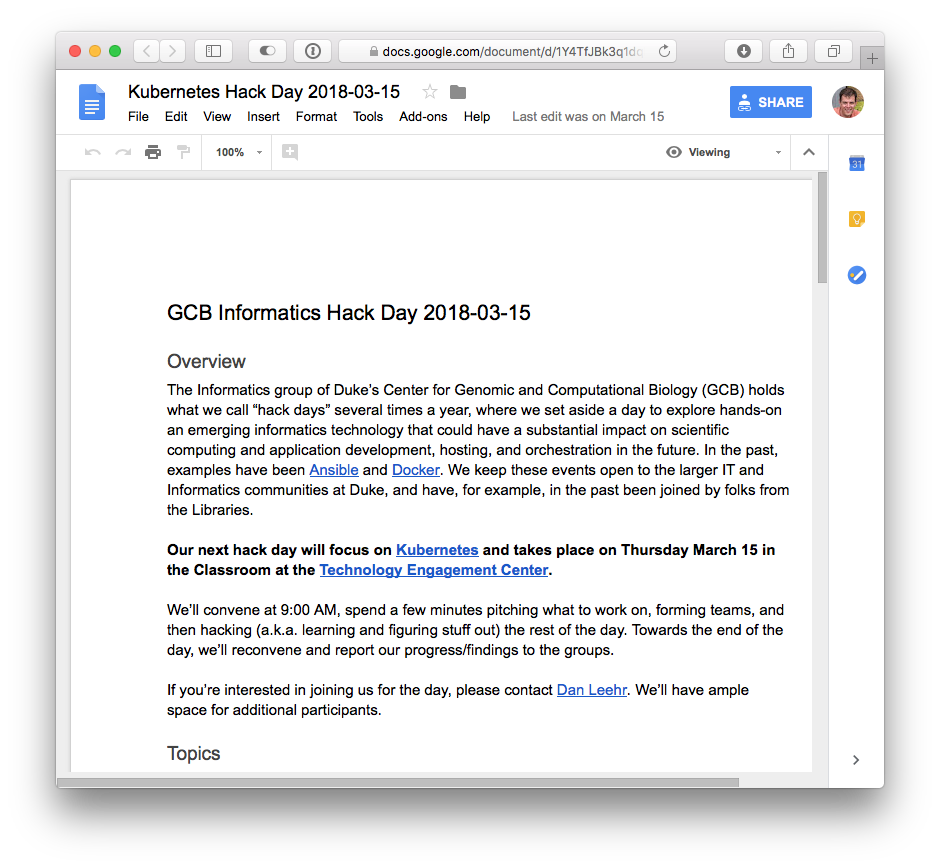 docs.google.com/document/d/1Y4TfJBk3q1dc
Kubernetes Hack Day 2018-03-15
File Edit View Insert Format Tools Add-ons Help Last edit was on March 15
SHARE
100%
Viewing
31
GCB Informatics Hack Day 2018-03-15
Overview
The Informatics group of Duke's Center for Genomic and Computational Biology (GCB) holds
what we call “hack days” several times a year, where we set aside a day to explore hands-on
an emerging informatics technology that could have a substantial impact on scientific
computing and application development, hosting, and orchestration in the future. In the past,
examples have been Ansible and Docker. We keep these events open to the larger IT and
Informatics communities at Duke, and have, for example, in the past been joined by folks from
the Libraries.
Our next hack day will focus on Kubernetes and takes place on Thursday March 15 in
the Classroom at the Technology Engagement Center.
We’ll convene at 9:00 AM, spend a few minutes pitching what to work on, forming teams, and
then hacking (a.k.a. learning and figuring stuff out) the rest of the day. Towards the end of the
day, we’ll reconvene and report our progress/findings to the groups.
If you’re interested in joining us for the day, please contact Dan Leehr. We’ll have ample
space for additional participants.
Topics